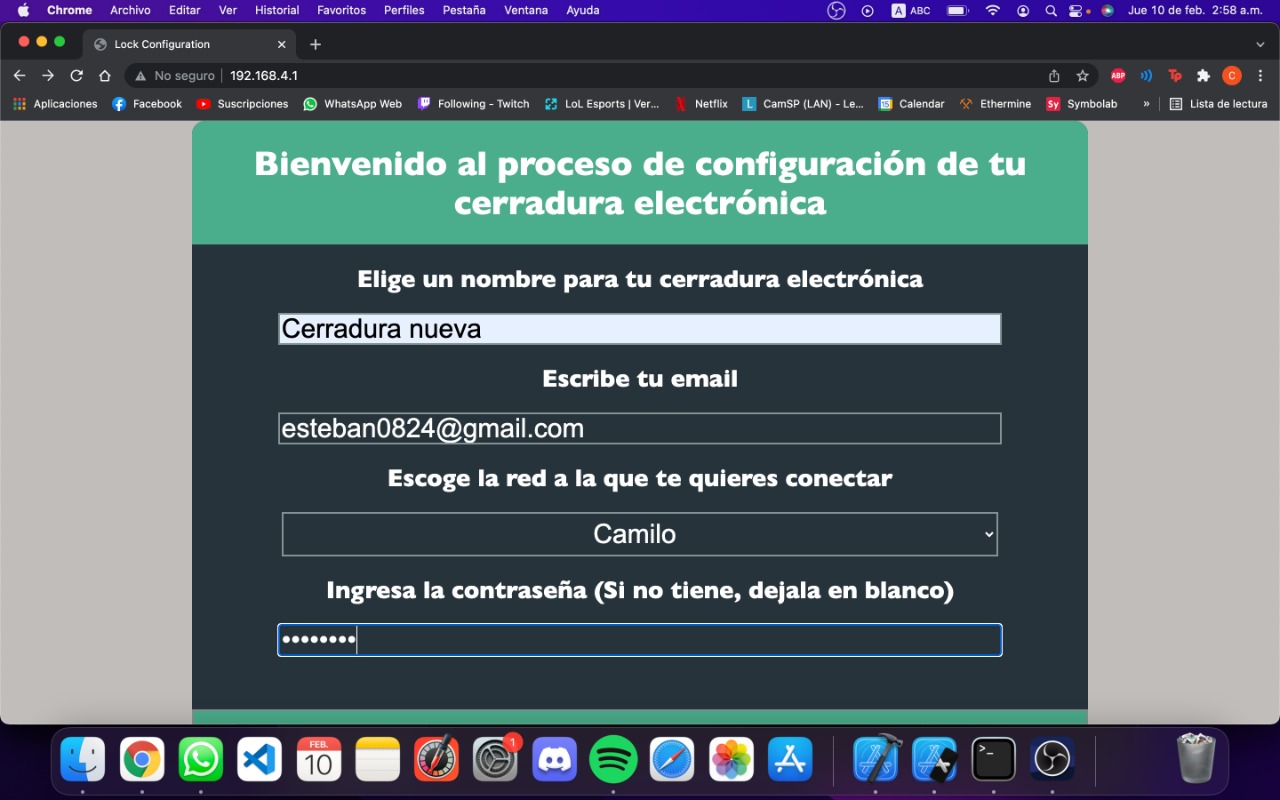 Chrome Archivo Editar Ver Historial Favoritos Perfiles Pestaña Ventana Ayuda A ABC Jue 10 de feb. 2:58 a.m.
Lock Configuration
No seguro 192.168.4.1 ABP Tp C
Aplicaciones Facebook Suscripciones WhatsApp Web Following - Twitch LoL Esports | Ver... Netflix L CamSP (LAN) - Le... 15 Calendar Ethermine Sy Symbolab » Lista de lectura
Bienvenido al proceso de configuración de tu
cerradura electrónica
Elige un nombre para tu cerradura electrónica
Cerradura nueva
Escribe tu email
esteban0824@gmail.com
Escoge la red a la que te quieres conectar
Camilo
Ingresa la contraseña (Si no tiene, dejala en blanco)
••••••••
FEB.
10
1
>_